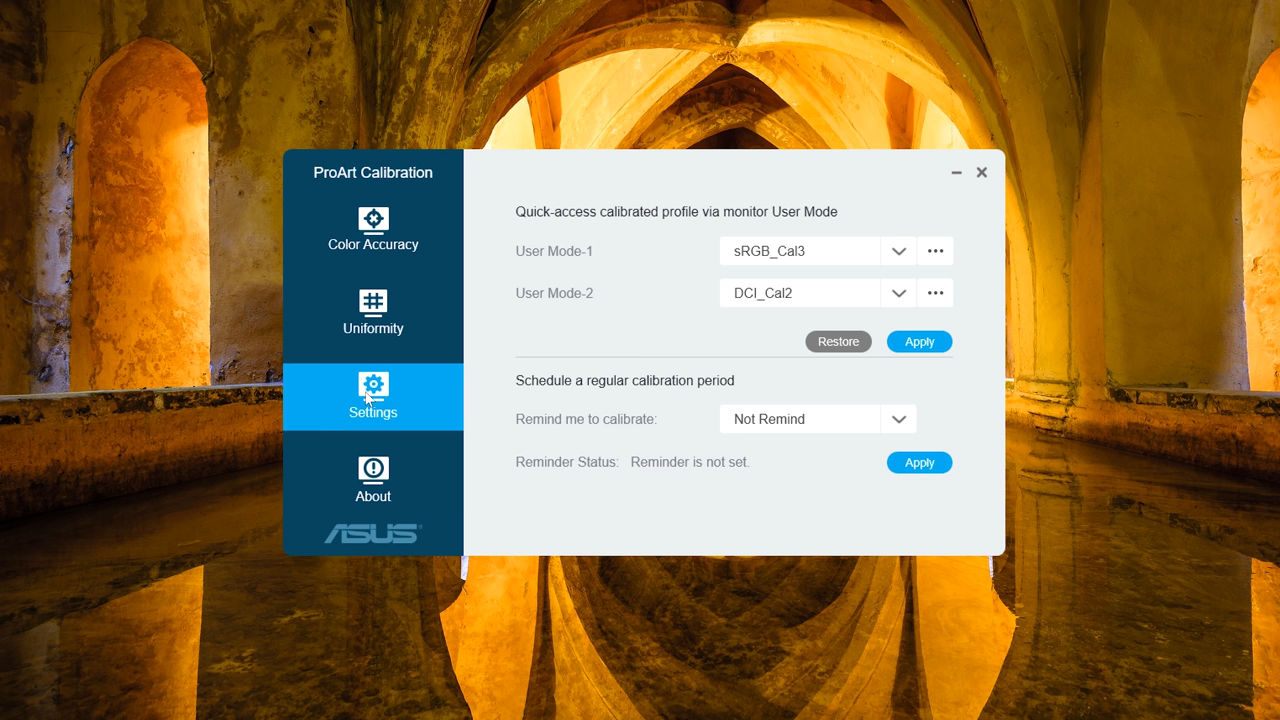 ProArt Calibration
Color Accuracy
Uniformity
Settings
About
ASUS
Quick-access calibrated profile via monitor User Mode
User Mode-1 sRGB_Cal3
User Mode-2 DCI_Cal2
Restore Apply
Schedule a regular calibration period
Remind me to calibrate: Not Remind
Reminder Status: Reminder is not set. Apply